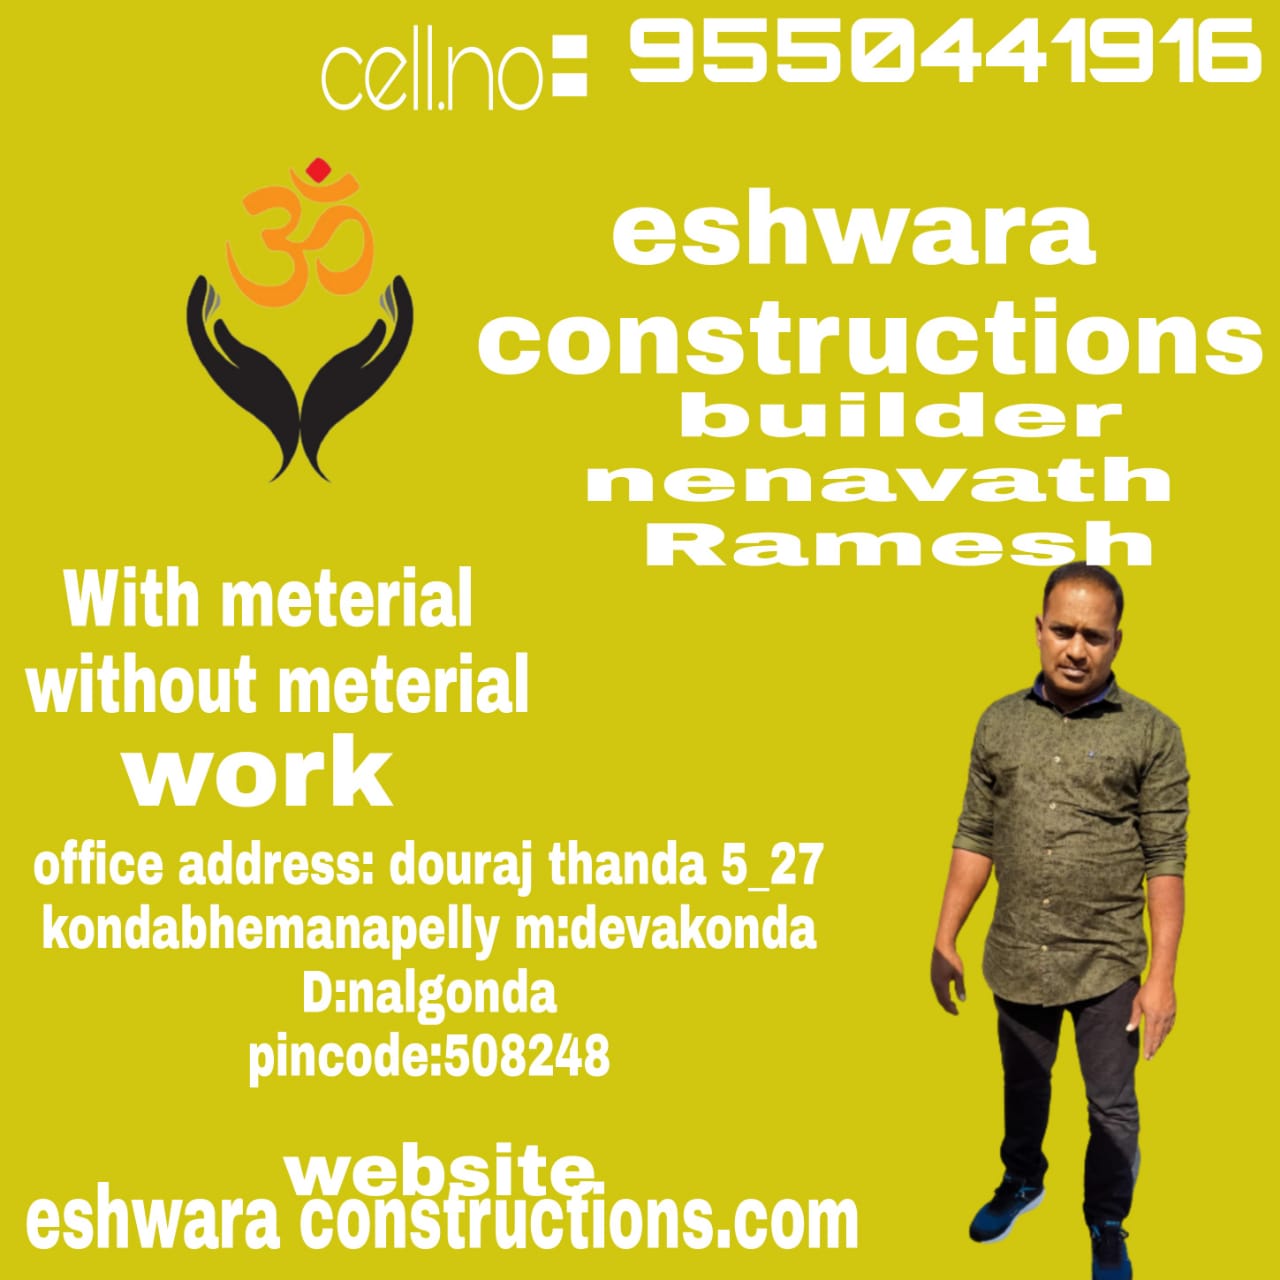 cell.no: 9550441916
ॐ
eshwara
constructions
builder
nenavath
Ramesh
With meterial
without meterial
work
office address: douraj thanda 5_27
kondabhemanapelly m:devakonda
D:nalgonda
pincode:508248
website.
eshwara constructions.com